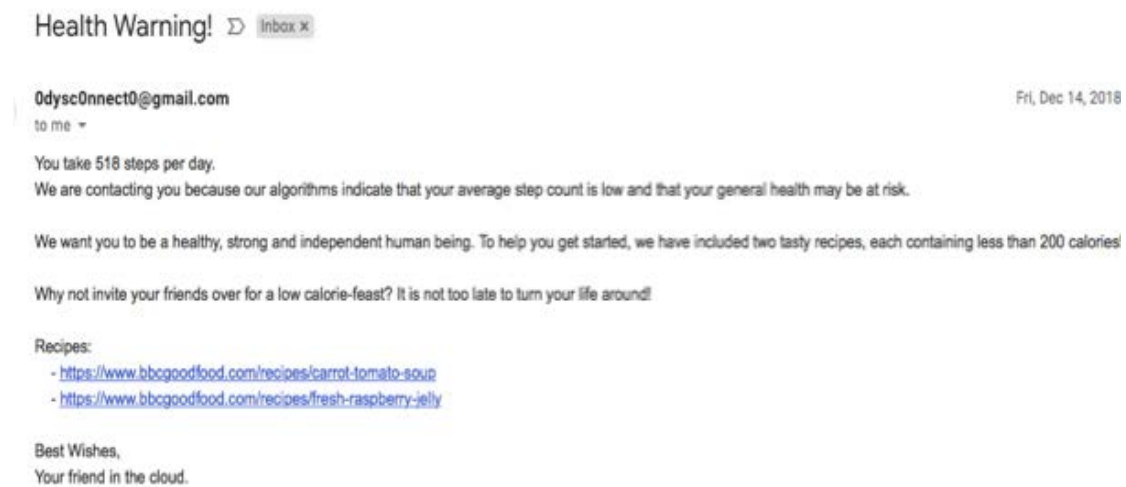 Health Warning! Inbox x
0dysc0nnect0@gmail.com Fri, Dec 14, 2018
to me
You take 518 steps per day.
We are contacting you because our algorithms indicate that your average step count is low and that your general health may be at risk.
We want you to be a healthy, strong and independent human being. To help you get started, we have included two tasty recipes, each containing less than 200 calories!
Why not invite your friends over for a low calorie-feast? It is not too late to turn your life around!
Recipes:
- https://www.bbcgoodfood.com/recipes/carrot-tomato-soup
- https://www.bbcgoodfood.com/recipes/fresh-raspberry-jelly
Best Wishes,
Your friend in the cloud.